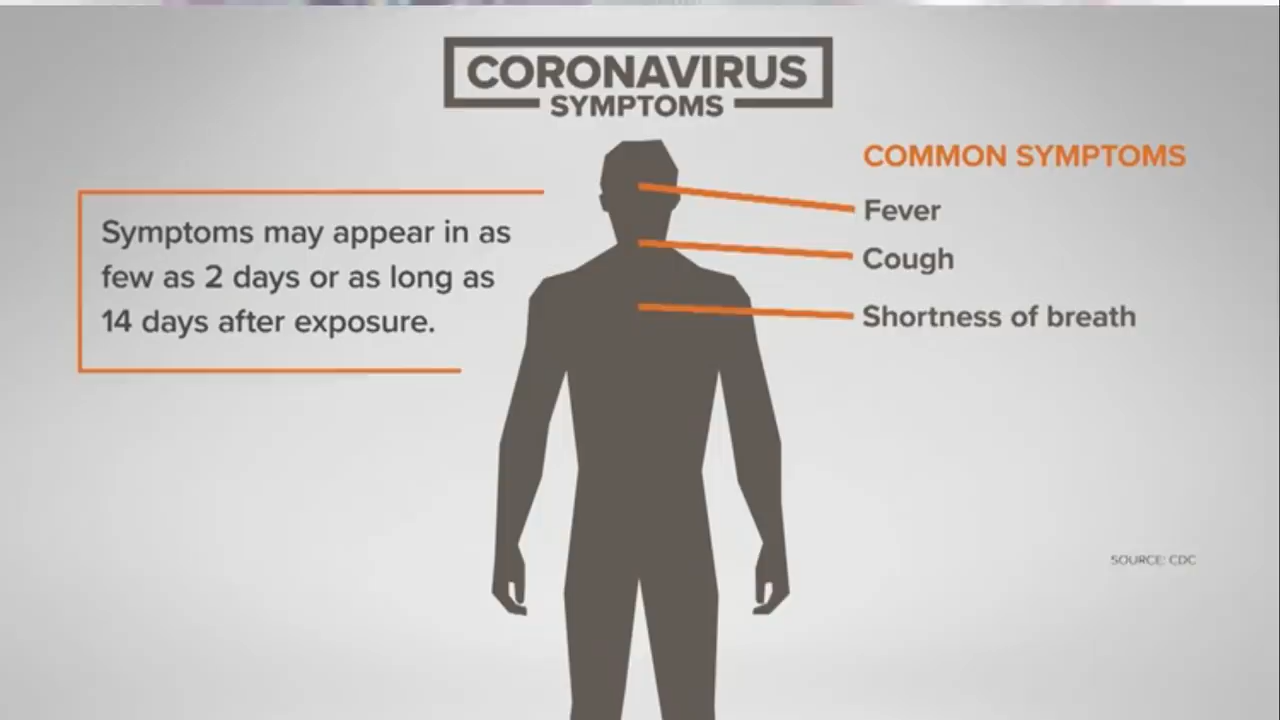 CORONAVIRUS
SYMPTOMS
Symptoms may appear in as
few as 2 days or as long as
14 days after exposure.
COMMON SYMPTOMS
Fever
Cough
Shortness of breath
SOURCE: CDC